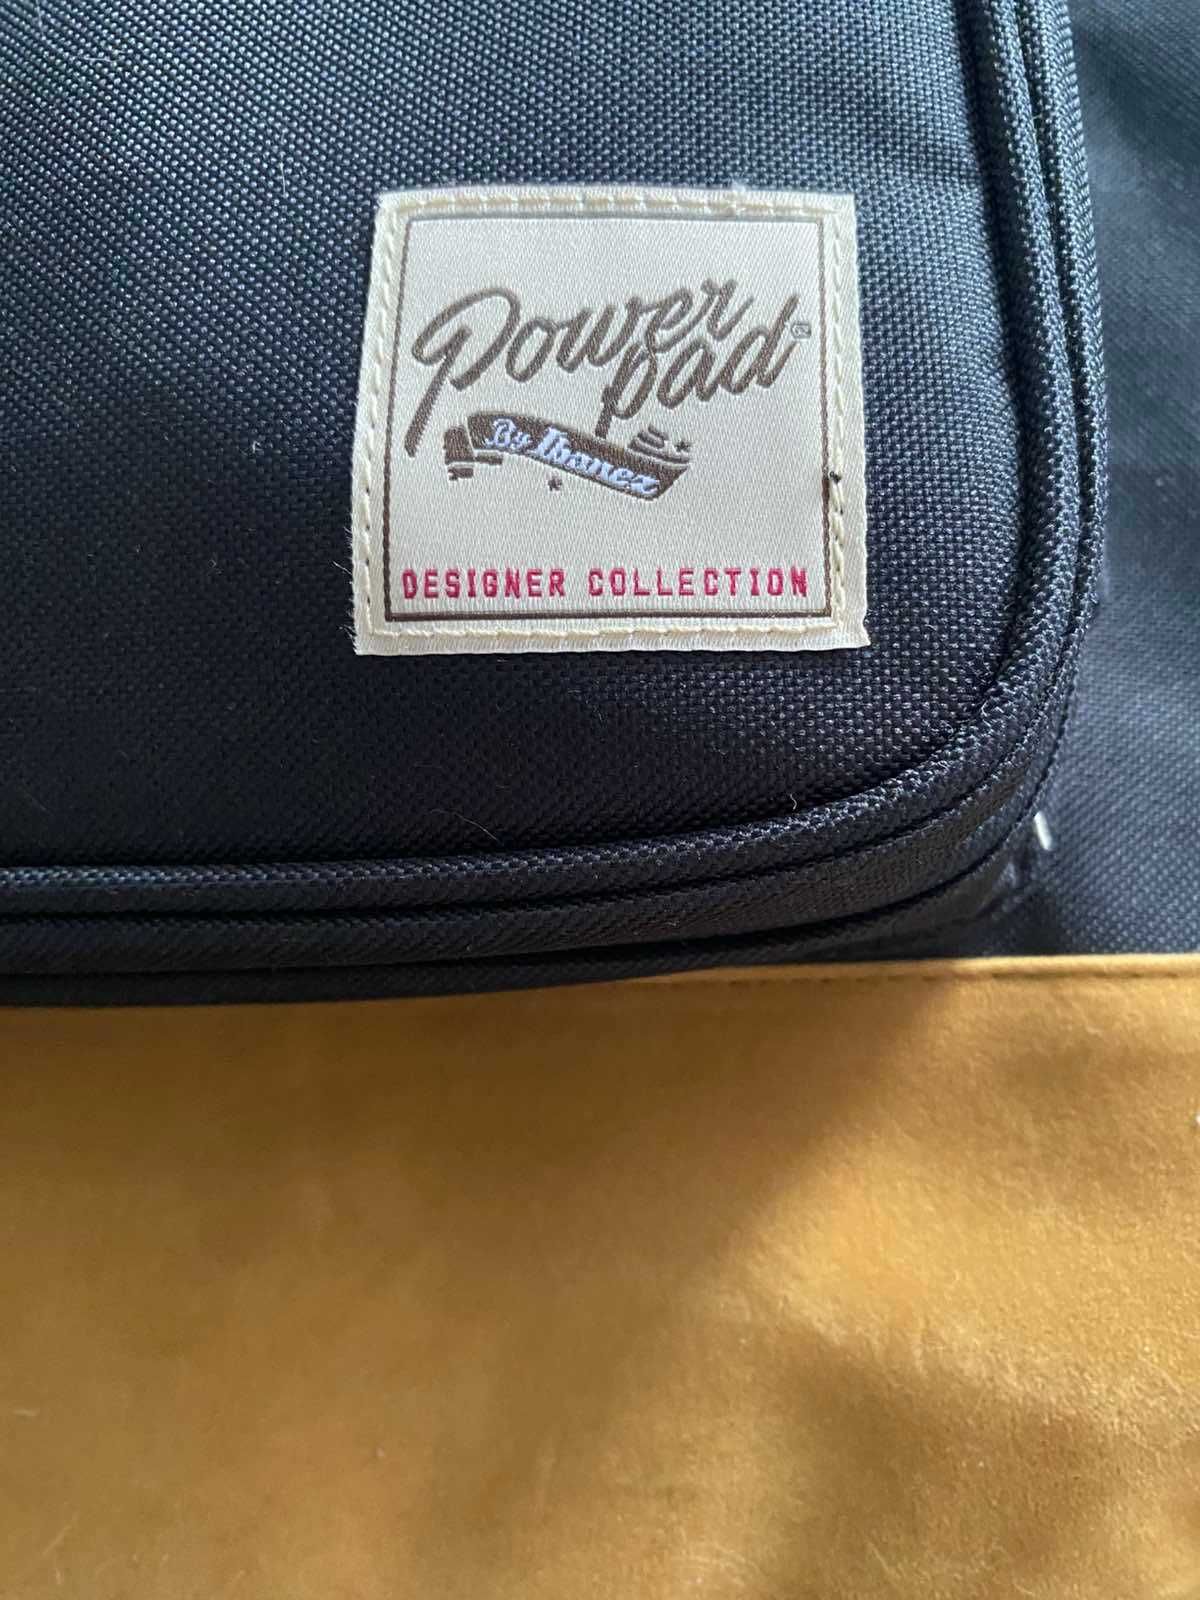 Power
pad®
By Ibanez
DESIGNER COLLECTION